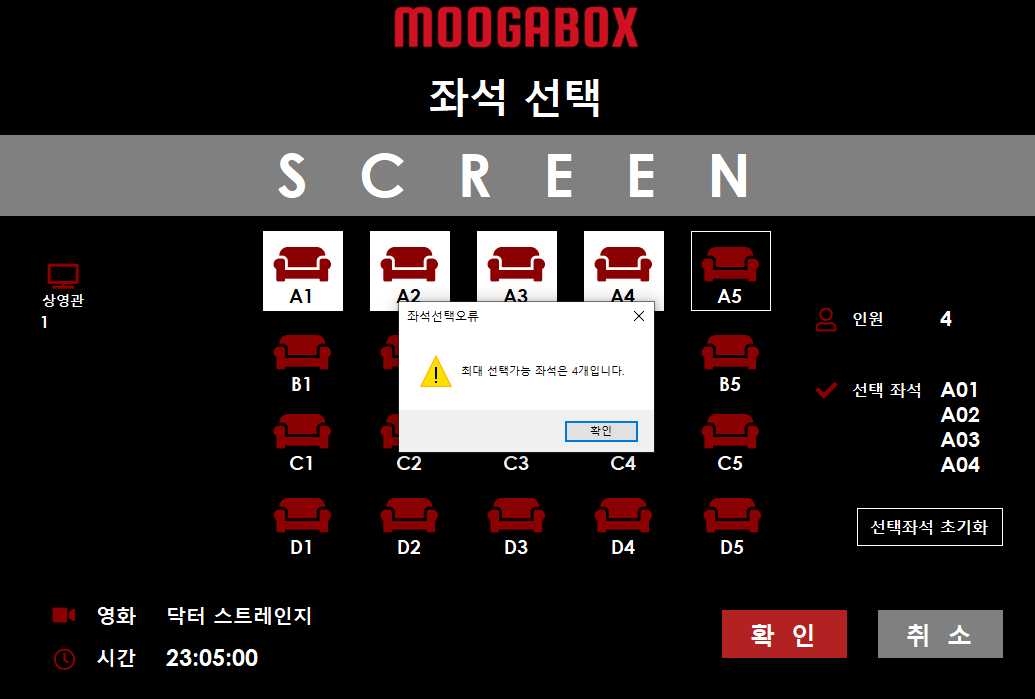 MOOGABOX
좌석 선택
S C R E E N
A1 A2 A3 A4 A5
상영관
1
좌석선택오류
인원 4
최대 선택가능 좌석은 4개입니다.
B1 B5
선택 좌석 A01
A02
A03
A04
확인
C1 C2 C3 C4 C5
선택좌석 초기화
D1 D2 D3 D4 D5
영화 닥터 스트레인지
확 인 취 소
시간 23:05:00